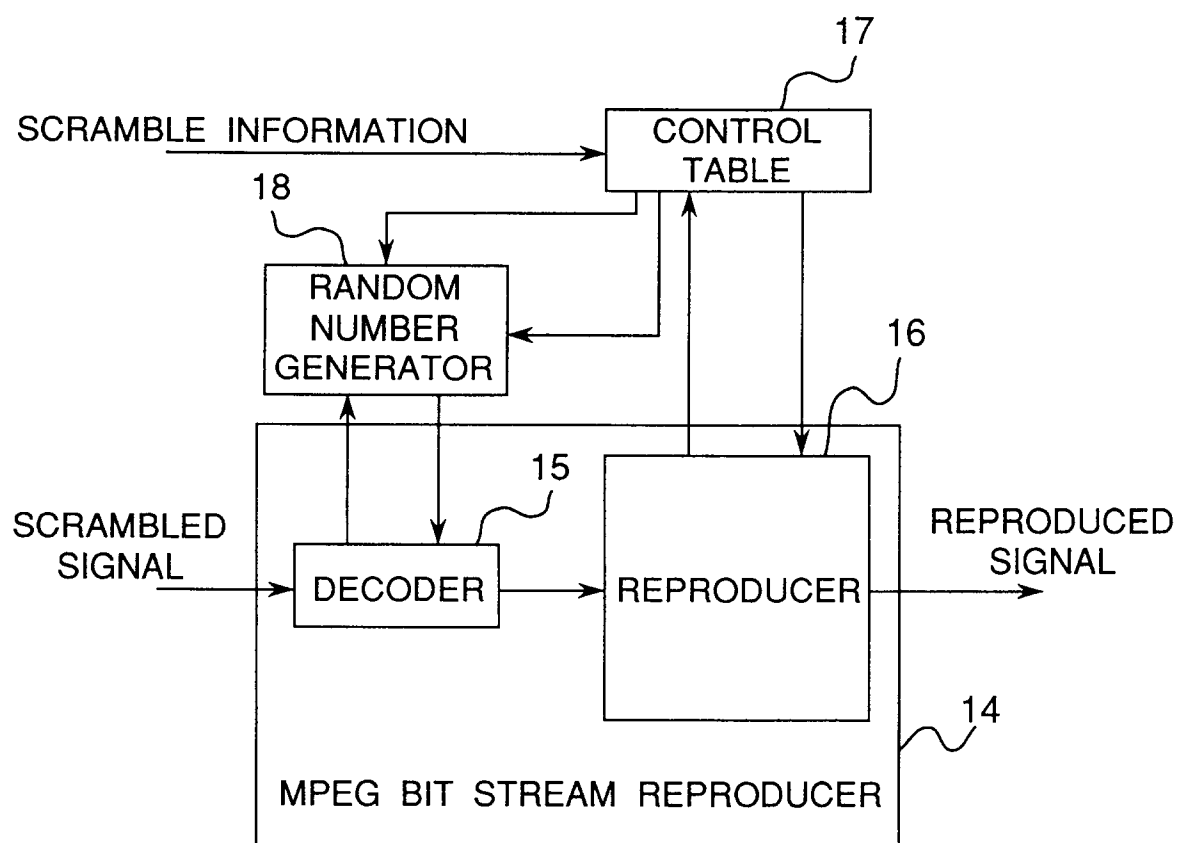 17
SCRAMBLE INFORMATION
CONTROL
TABLE
18
RANDOM
NUMBER
GENERATOR
16
15
SCRAMBLED
SIGNAL
DECODER
REPRODUCER
REPRODUCED
SIGNAL
14
MPEG BIT STREAM REPRODUCER